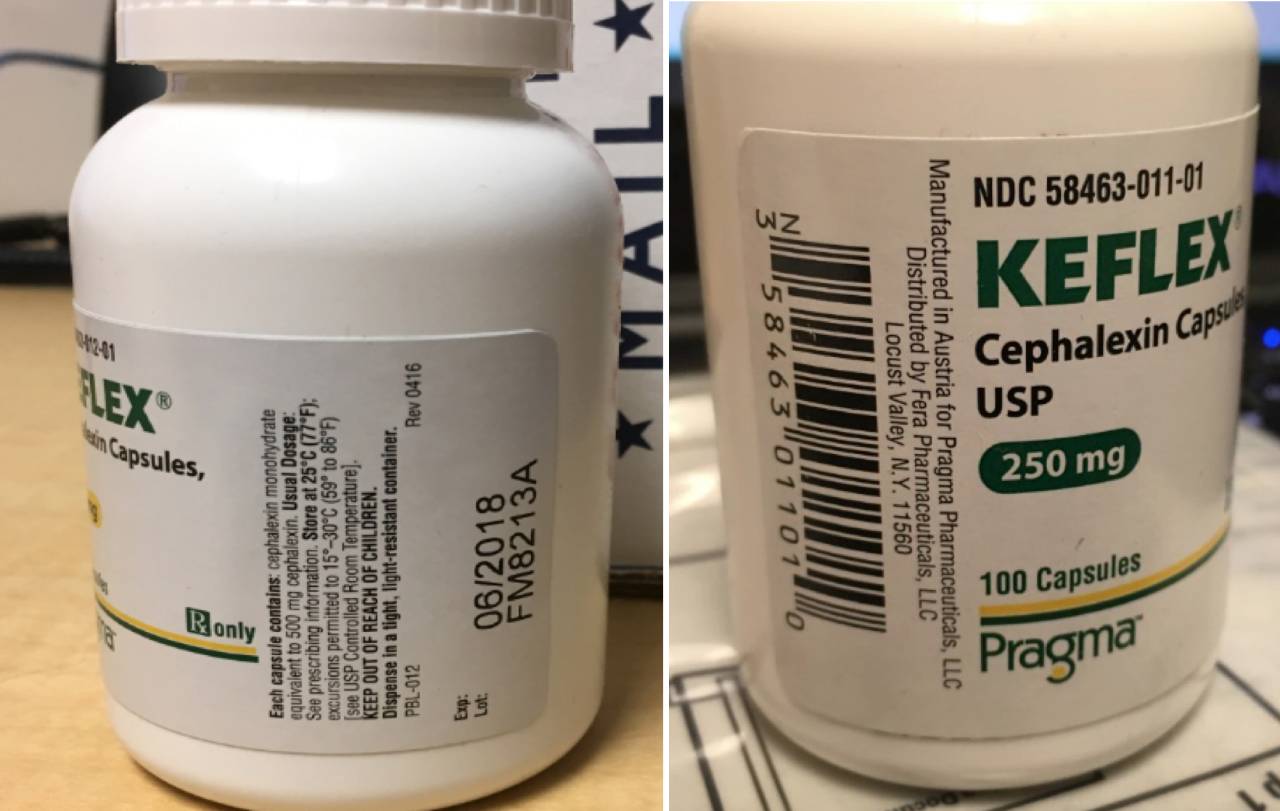 -012-01
FLEX®
Capsules,
Rx only
Each capsule contains: cephalexin monohydrate
equivalent to 500 mg cephalexin. Usual Dosage:
See prescribing information. Store at 25°C (77°F);
excursions permitted to 15°–30°C (59° to 86°F)
[see USP Controlled Room Temperature].
KEEP OUT OF REACH OF CHILDREN.
Dispense in a tight, light-resistant container.
PBL-012 Rev 0416
Exp: 06/2018
Lot: FM8213A
MAIL
N
3 58463 01101 0
Manufactured in Austria for Pragma Pharmaceuticals, LLC
Distributed by Fera Pharmaceuticals, LLC
Locust Valley, N.Y. 11560
NDC 58463-011-01
KEFLEX®
Cephalexin Capsules
USP
250 mg
100 Capsules
Pragma™